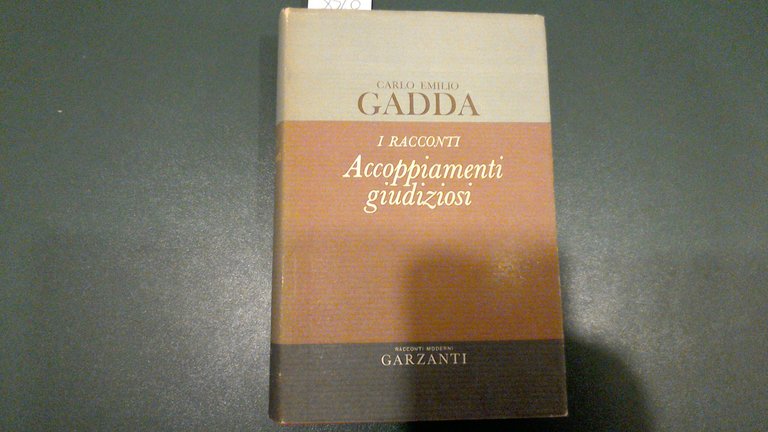 CARLO EMILIO
GADDA
I RACCONTI
Accoppiamenti
giudiziosi
RACCONTI MODERNI
GARZANTI